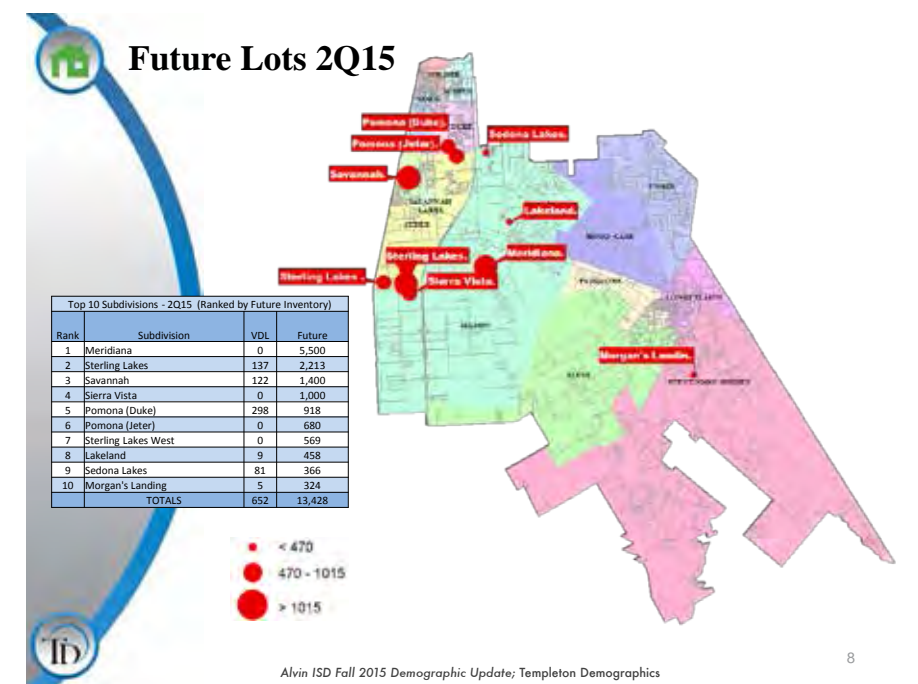 Future Lots 2Q15
Pomona (Duke).
Sedona Lakes.
Pomona (Jeter).
DUKE
Savannah.
SAVANNAH
LAKES
Lakeland.
JETER
Sterling Lakes.
Meridiana.
Sterling Lakes .
Sierra Vista.
Morgan's Landin.
Top 10 Subdivisions - 2Q15 (Ranked by Future Inventory)
Rank Subdivision VDL Future
1 Meridiana 0 5,500
2 Sterling Lakes 137 2,213
3 Savannah 122 1,400
4 Sierra Vista 0 1,000
5 Pomona (Duke) 298 918
6 Pomona (Jeter) 0 680
7 Sterling Lakes West 0 569
8 Lakeland 9 458
9 Sedona Lakes 81 366
10 Morgan's Landing 5 324
TOTALS 652 13,428
< 470
470 - 1015
> 1015
TD
Alvin ISD Fall 2015 Demographic Update; Templeton Demographics
8